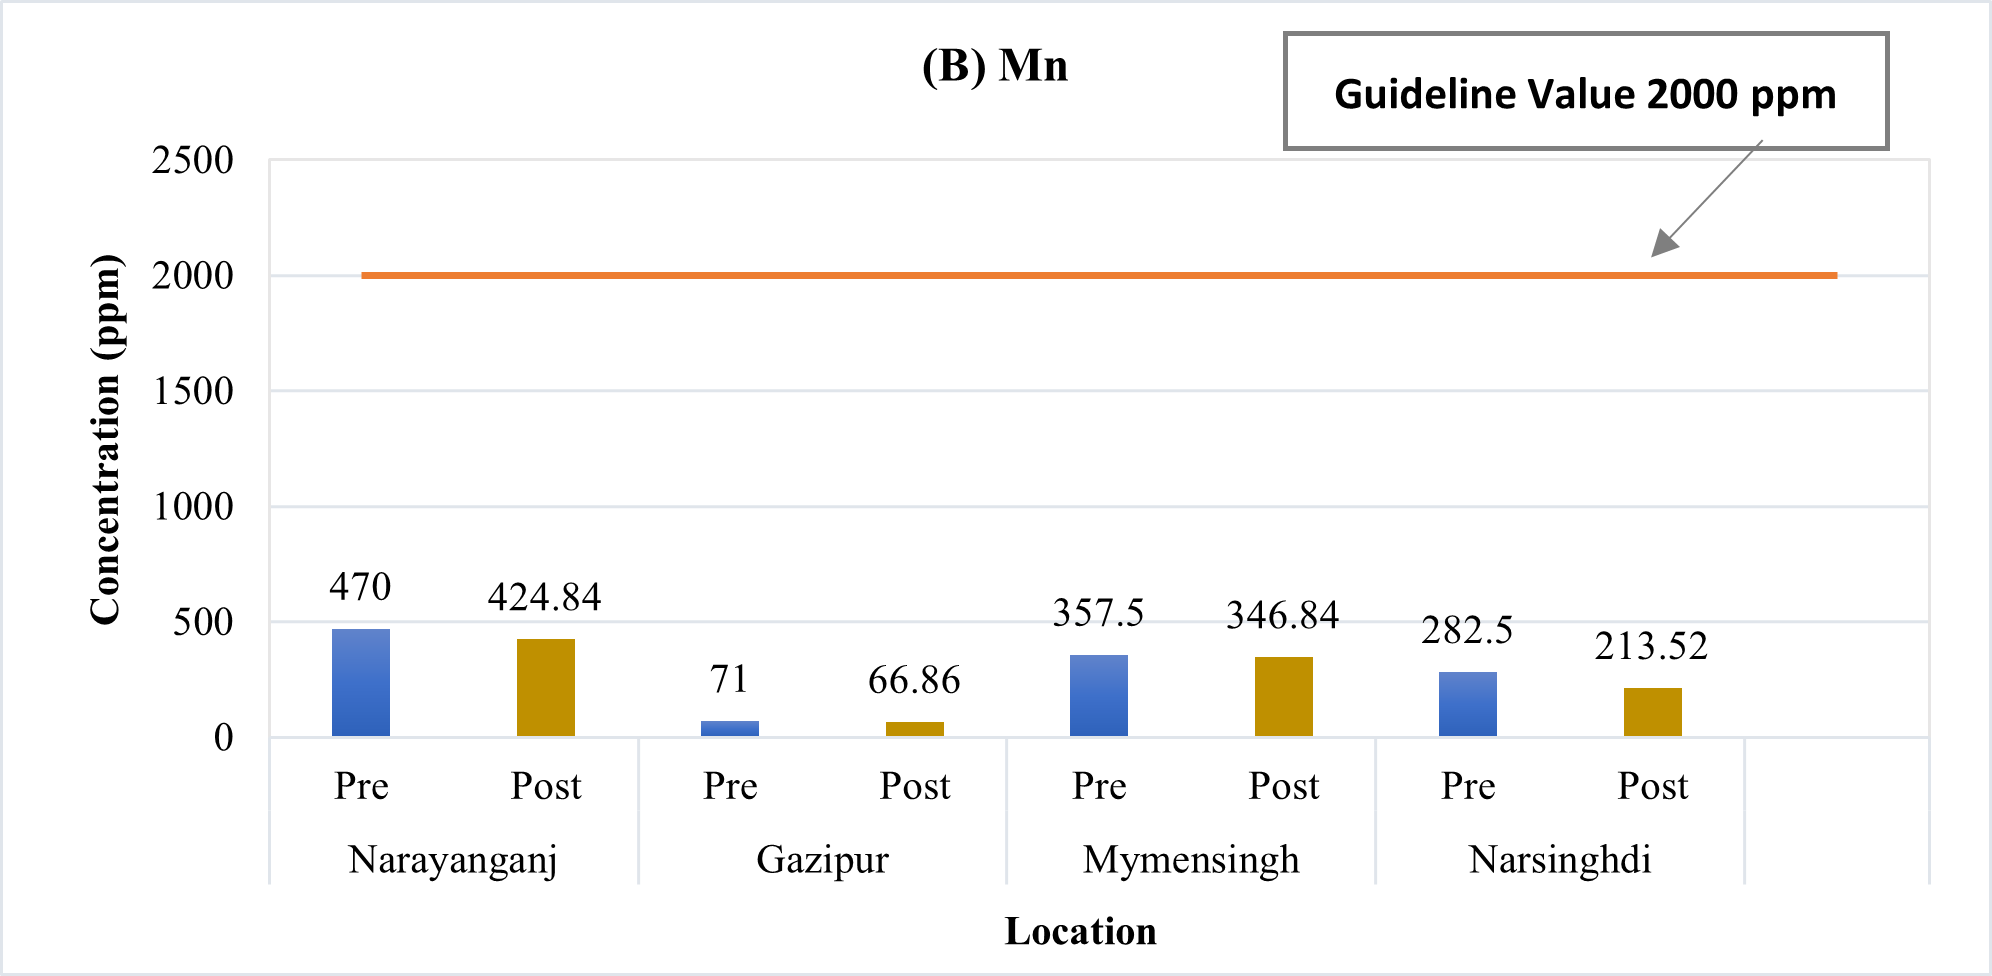 (B) Mn
Guideline Value 2000 ppm
Concentration (ppm)
2500
2000
1500
1000
500
0
470
424.84
71
66.86
357.5
346.84
282.5
213.52
Pre Post Pre Post Pre Post Pre Post
Narayanganj Gazipur Mymensingh Narsinghdi
Location